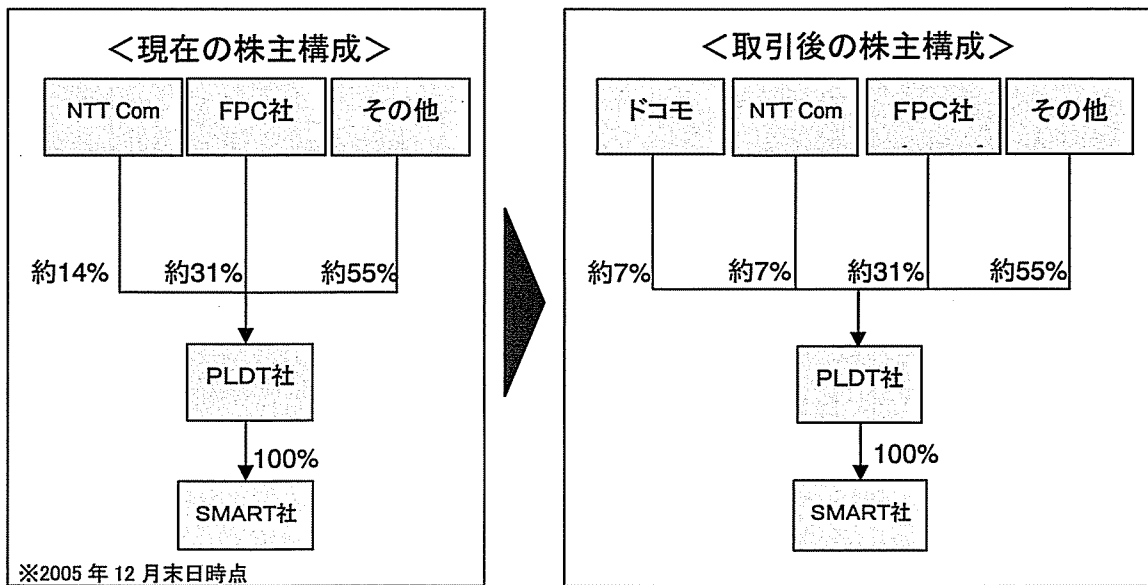 ＜現在の株主構成＞
NTT Com FPC社 その他
約14% 約31% 約55%
PLDT社
100%
SMART社
※2005年12月末日時点
＜取引後の株主構成＞
ドコモ NTT Com FPC社 その他
約7% 約7% 約31% 約55%
PLDT社
100%
SMART社